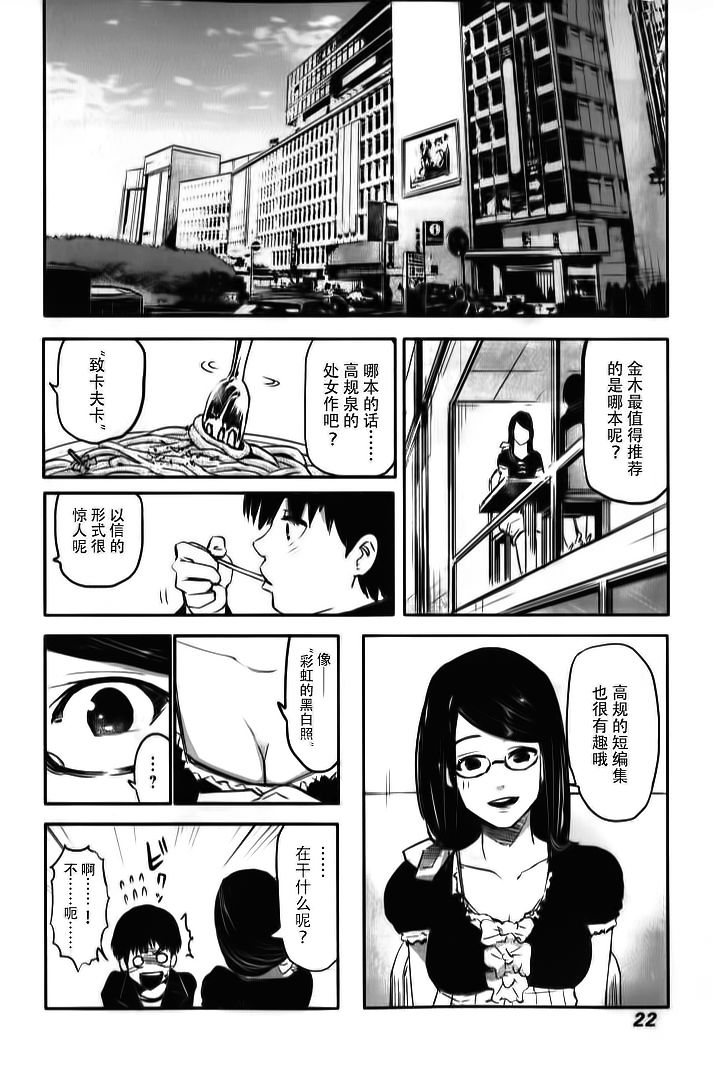 金木最值得推荐
的是哪本呢？
哪本的话……
高规泉的
处女作吧？
“致卡夫卡”
以信的
形式很
惊人呢
高规的短编集
也很有趣哦
像——
“彩虹的黑白照”
…？
……
在干什么呢？
啊……！
不……呃……
22